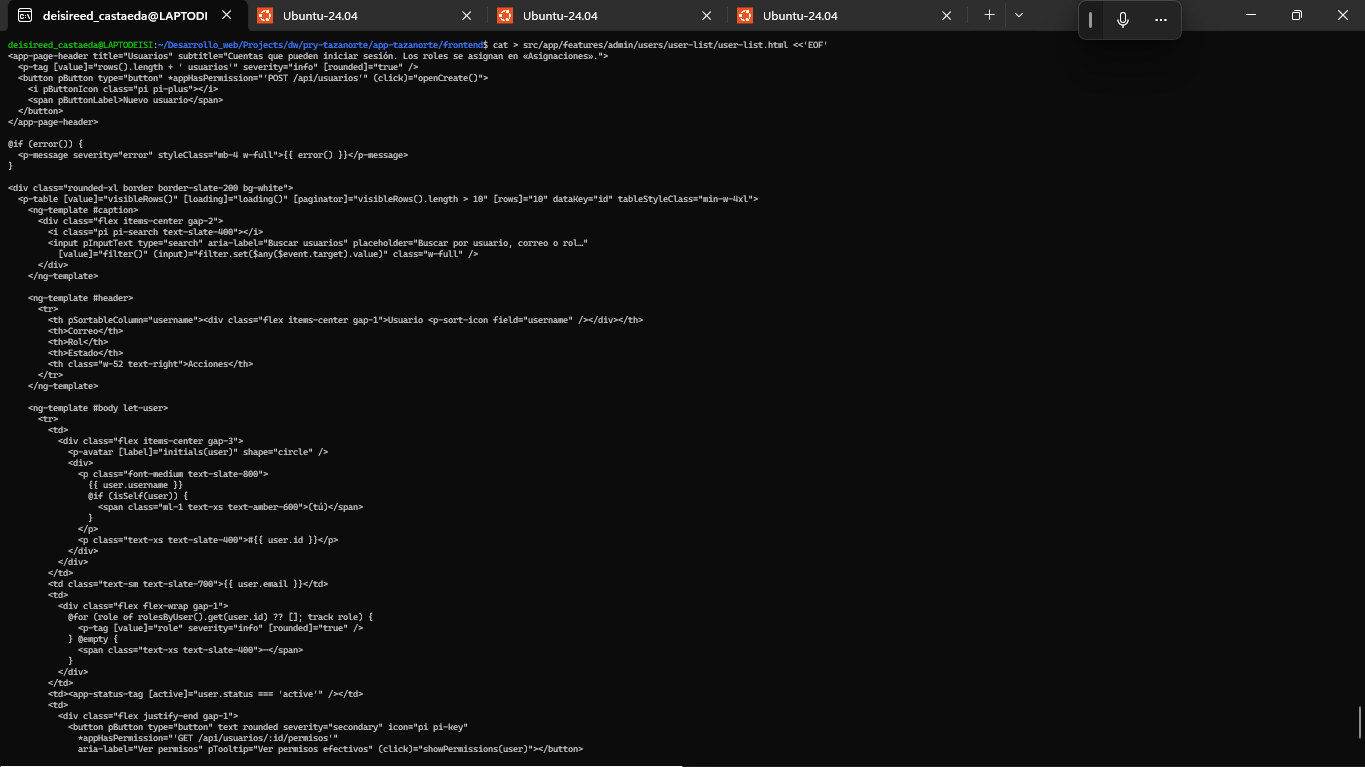 deisireed_castaeda@LAPTODI
Ubuntu-24.04
Ubuntu-24.04
Ubuntu-24.04
deisireed_castaeda@LAPTODEISI:~/Desarrollo_web/Projects/dw/pry-tazanorte/app-tazanorte/frontend$ cat > src/app/features/admin/users/user-list/user-list.html <<'EOF'
<app-page-header title="Usuarios" subtitle="Cuentas que pueden iniciar sesión. Los roles se asignan en «Asignaciones».">
  <p-tag [value]="rows().length + ' usuarios'" severity="info" [rounded]="true" />
  <button pButton type="button" *appHasPermission="'POST /api/usuarios'" (click)="openCreate()">
    <i pButtonIcon class="pi pi-plus"></i>
    <span pButtonLabel>Nuevo usuario</span>
  </button>
</app-page-header>

@if (error()) {
  <p-message severity="error" styleClass="mb-4 w-full">{{ error() }}</p-message>
}

<div class="rounded-xl border border-slate-200 bg-white">
  <p-table [value]="visibleRows()" [loading]="loading()" [paginator]="visibleRows().length > 10" [rows]="10" dataKey="id" tableStyleClass="min-w-4xl">
    <ng-template #caption>
      <div class="flex items-center gap-2">
        <i class="pi pi-search text-slate-400"></i>
        <input pInputText type="search" aria-label="Buscar usuarios" placeholder="Buscar por usuario, correo o rol…"
          [value]="filter()" (input)="filter.set($any($event.target).value)" class="w-full" />
      </div>
    </ng-template>

    <ng-template #header>
      <tr>
        <th pSortableColumn="username"><div class="flex items-center gap-1">Usuario <p-sort-icon field="username" /></div></th>
        <th>Correo</th>
        <th>Rol</th>
        <th>Estado</th>
        <th class="w-52 text-right">Acciones</th>
      </tr>
    </ng-template>

    <ng-template #body let-user>
      <tr>
        <td>
          <div class="flex items-center gap-3">
            <p-avatar [label]="initials(user)" shape="circle" />
            <div>
              <p class="font-medium text-slate-800">
                {{ user.username }}
                @if (isSelf(user)) {
                  <span class="ml-1 text-xs text-amber-600">(tú)</span>
                }
              </p>
              <p class="text-xs text-slate-400">#{{ user.id }}</p>
            </div>
          </div>
        </td>
        <td class="text-sm text-slate-700">{{ user.email }}</td>
        <td>
          <div class="flex flex-wrap gap-1">
            @for (role of rolesByUser().get(user.id) ?? []; track role) {
              <p-tag [value]="role" severity="info" [rounded]="true" />
            } @empty {
              <span class="text-xs text-slate-400">—</span>
            }
          </div>
        </td>
        <td><app-status-tag [active]="user.status === 'active'" /></td>
        <td>
          <div class="flex justify-end gap-1">
            <button pButton type="button" text rounded severity="secondary" icon="pi pi-key"
              *appHasPermission="'GET /api/usuarios/:id/permisos'"
              aria-label="Ver permisos" pTooltip="Ver permisos efectivos" (click)="showPermissions(user)"></button>